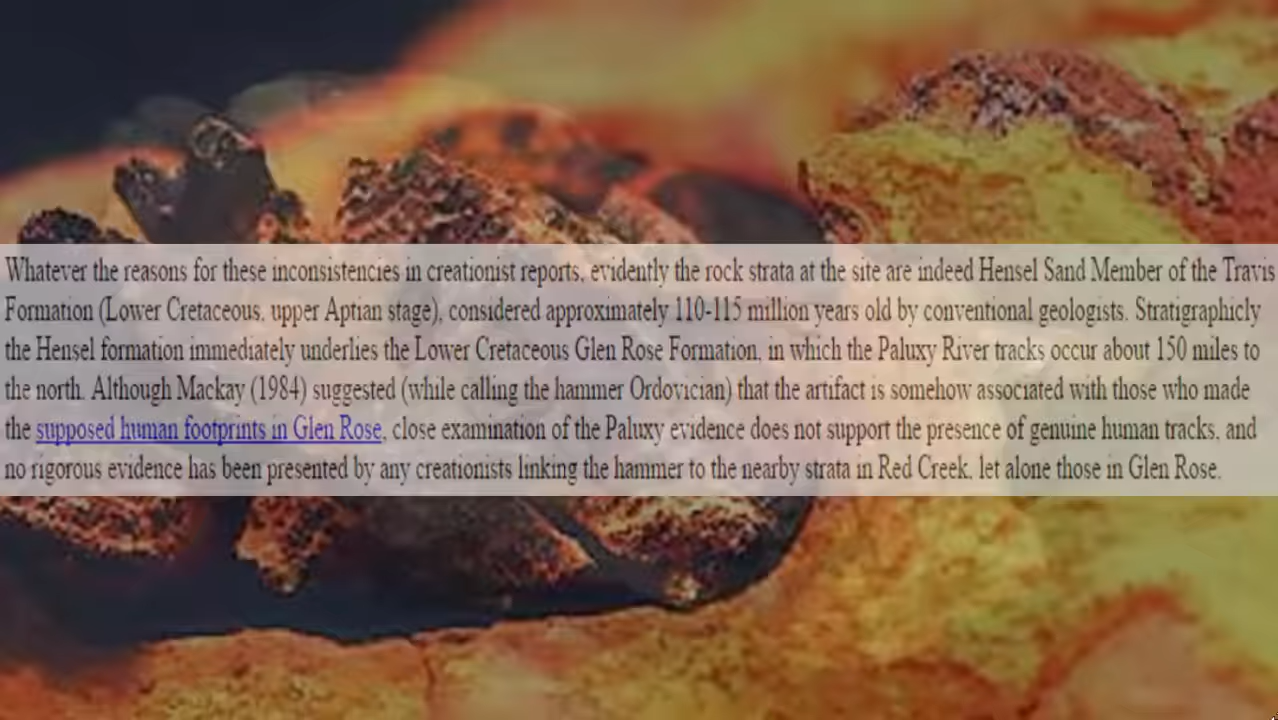 Whatever the reasons for these inconsistencies in creationist reports, evidently the rock strata at the site are indeed Hensel Sand Member of the Travis
Formation (Lower Cretaceous, upper Aptian stage), considered approximately 110-115 million years old by conventional geologists. Stratigraphicly
the Hensel formation immediately underlies the Lower Cretaceous Glen Rose Formation, in which the Paluxy River tracks occur about 150 miles to
the north. Although Mackay (1984) suggested (while calling the hammer Ordovician) that the artifact is somehow associated with those who made
the supposed human footprints in Glen Rose, close examination of the Paluxy evidence does not support the presence of genuine human tracks, and
no rigorous evidence has been presented by any creationists linking the hammer to the nearby strata in Red Creek, let alone those in Glen Rose.